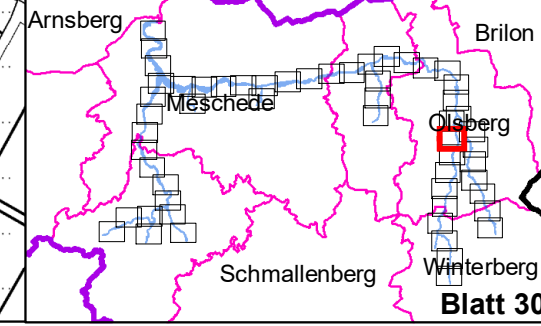 Arnsberg
Brilon
Meschede
Olsberg
Schmallenberg
Winterberg
Blatt 30